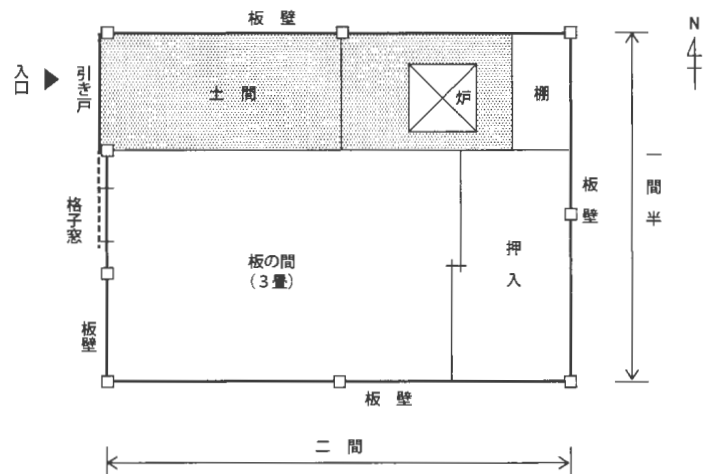 板 壁
N
入口
引き戸
土 間
炉
棚
一間半
板壁
格子窓
板の間
(3畳)
押入
板壁
板 壁
二 間